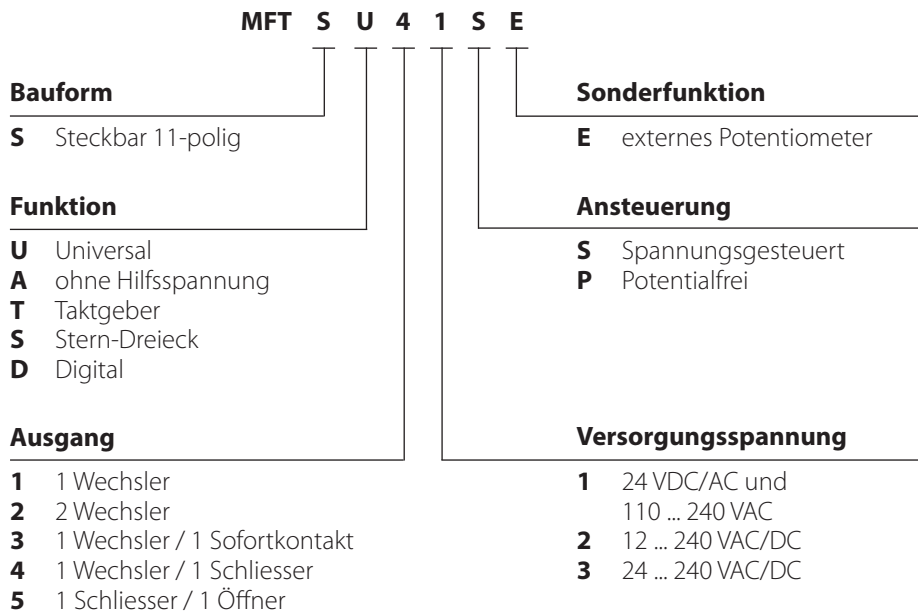 MFT S U 4 1 S E
Bauform
S Steckbar 11-polig
Funktion
U Universal
A ohne Hilfsspannung
T Taktgeber
S Stern-Dreieck
D Digital
Ausgang
1 1 Wechsler
2 2 Wechsler
3 1 Wechsler / 1 Sofortkontakt
4 1 Wechsler / 1 Schliesser
5 1 Schliesser / 1 Öffner
Sonderfunktion
E externes Potentiometer
Ansteuerung
S Spannungsgesteuert
P Potentialfrei
Versorgungsspannung
1 24 VDC/AC und
110 ... 240 VAC
2 12 ... 240 VAC/DC
3 24 ... 240 VAC/DC